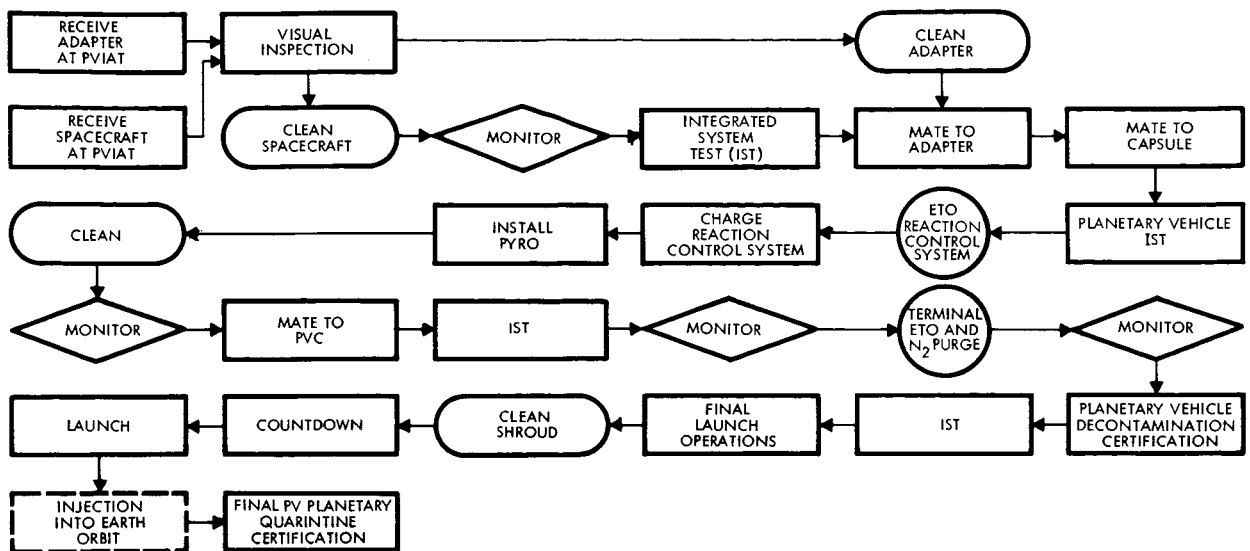 RECEIVE
ADAPTER
AT PVIAT
VISUAL
INSPECTION
CLEAN
ADAPTER
RECEIVE
SPACECRAFT
AT PVIAT
CLEAN
SPACECRAFT
MONITOR
INTEGRATED
SYSTEM
TEST (IST)
MATE TO
ADAPTER
MATE TO
CAPSULE
PLANETARY VEHICLE
IST
ETO
REACTION
CONTROL
SYSTEM
CHARGE
REACTION
CONTROL SYSTEM
INSTALL
PYRO
CLEAN
MONITOR
MATE TO
PVC
IST
MONITOR
TERMINAL
ETO AND
N₂ PURGE
MONITOR
PLANETARY VEHICLE
DECONTAMINATION
CERTIFICATION
IST
FINAL
LAUNCH
OPERATIONS
CLEAN
SHROUD
COUNTDOWN
LAUNCH
INJECTION
INTO EARTH
ORBIT
FINAL PV PLANETARY
QUARINTINE
CERTIFICATION